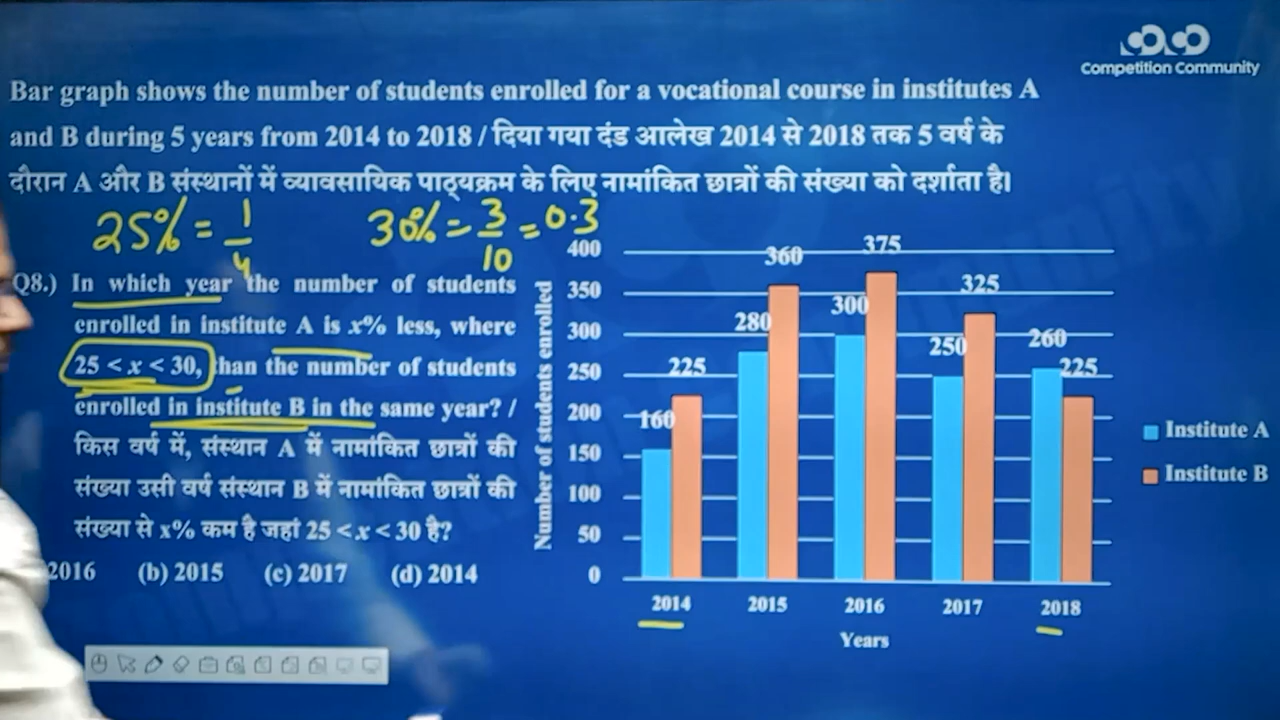 Competition Community
Bar graph shows the number of students enrolled for a vocational course in institutes A
and B during 5 years from 2014 to 2018 / दिया गया दंड आलेख 2014 से 2018 तक 5 वर्ष के
दौरान A और B संस्थानों में व्यावसायिक पाठ्यक्रम के लिए नामांकित छात्रों की संख्या को दर्शाता है।
25% = 1/4
30% = 3/10 = 0.3
Q8.) In which year the number of students
enrolled in institute A is x% less, where
25 < x < 30, than the number of students
enrolled in institute B in the same year? /
किस वर्ष में, संस्थान A में नामांकित छात्रों की
संख्या उसी वर्ष संस्थान B में नामांकित छात्रों की
संख्या से x% कम है जहां 25 < x < 30 है?
2016 (b) 2015 (c) 2017 (d) 2014
Number of students enrolled
400
350
300
250
200
150
100
50
0
160 225
280 360
300 375
250 325
260 225
2014 2015 2016 2017 2018
Years
Institute A
Institute B